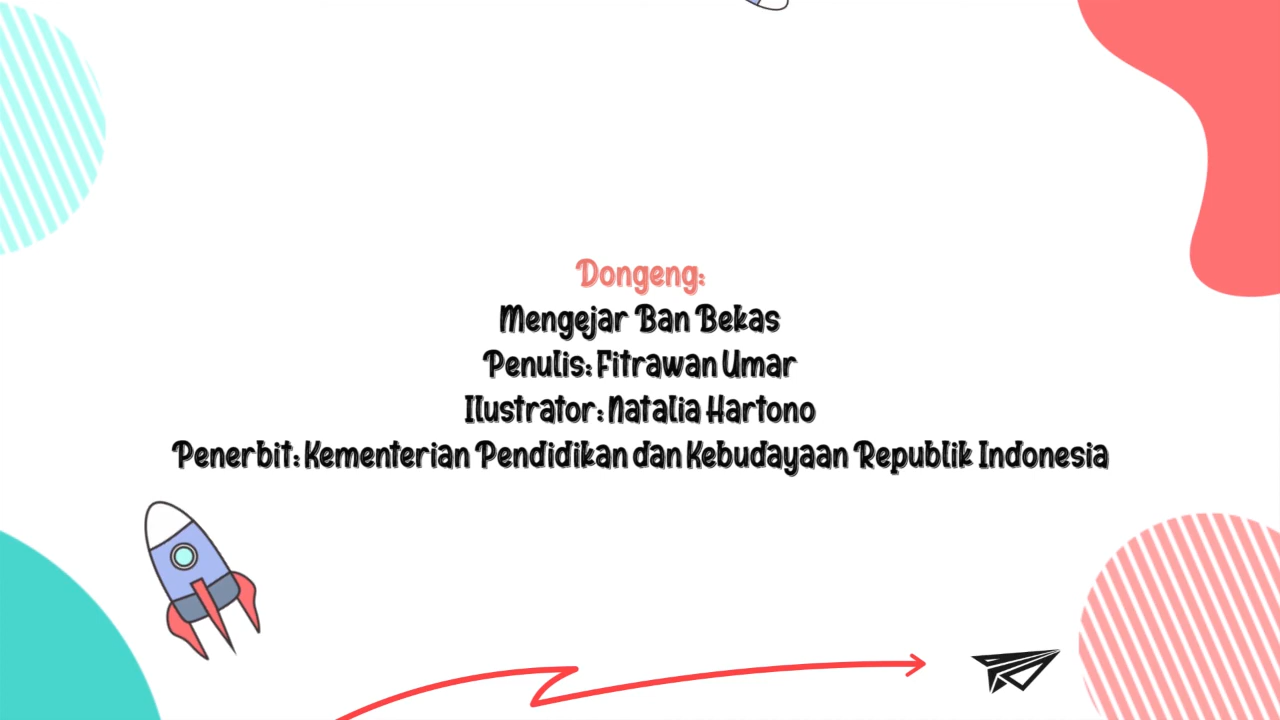 Dongeng:
Mengejar Ban Bekas
Penulis: Fitrawan Umar
Ilustrator: Natalia Hartono
Penerbit: Kementerian Pendidikan dan Kebudayaan Republik Indonesia